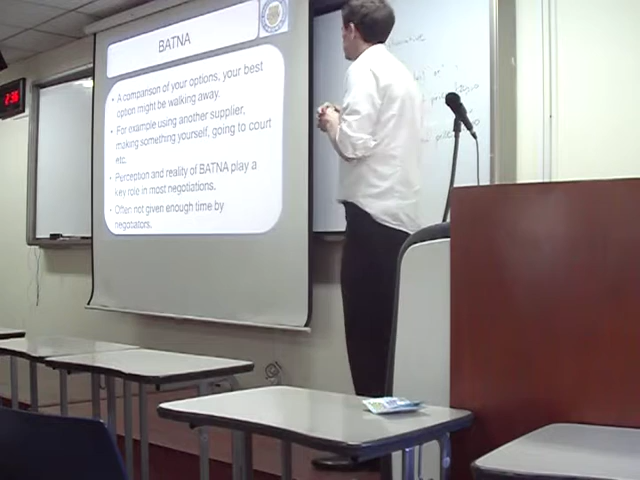 BATNA
• A comparison of your options, your best
option might be walking away.
• For example using another supplier,
making something yourself, going to court
etc.
• Perception and reality of BATNA play a
key role in most negotiations.
• Often not given enough time by
negotiators.